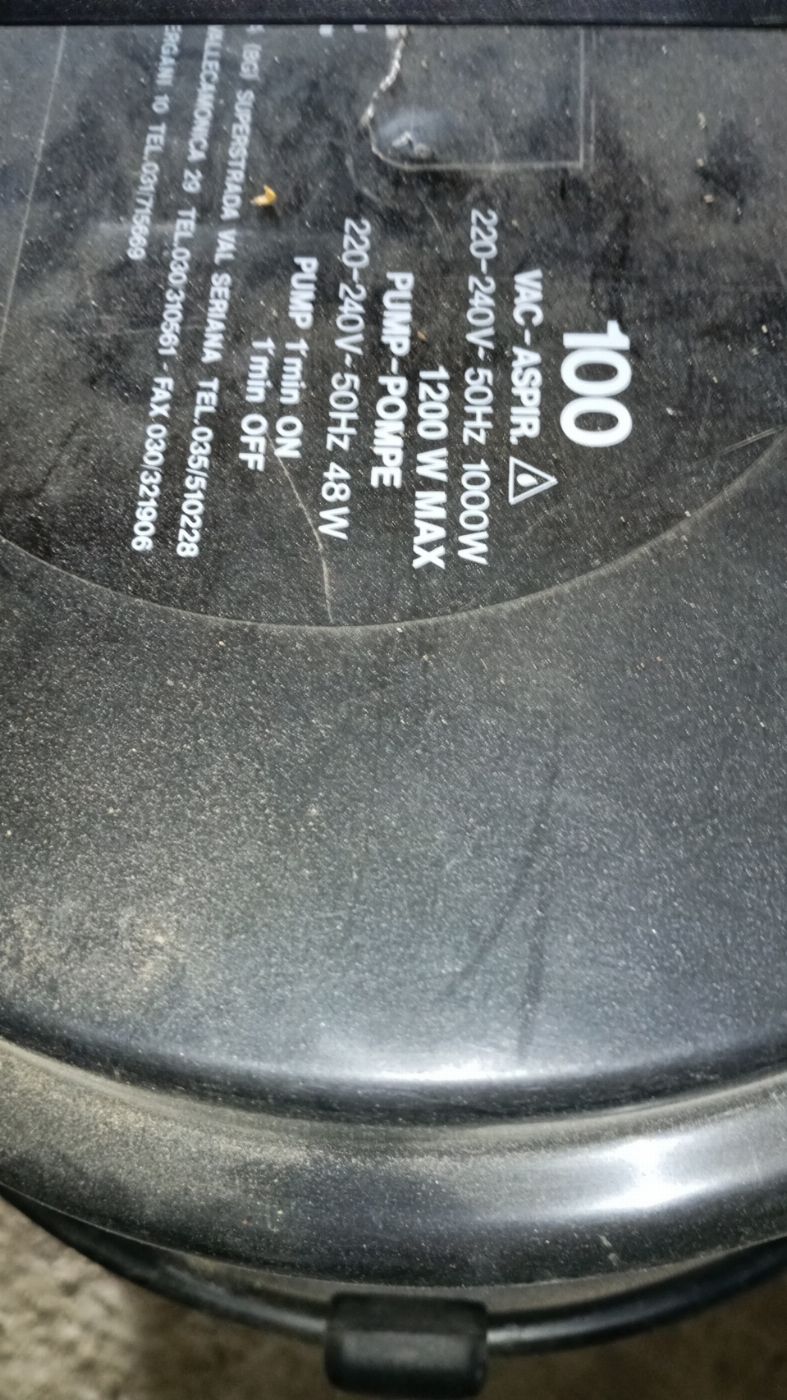 100
VAC-ASPIR.
220-240V~50Hz 1000W
1200 W MAX
PUMP-POMPE
220-240V~50Hz 48W
PUMP 1'min ON
1'min OFF
(BG) SUPERSTRADA VAL SERIANA TEL.035/510228
VALLECAMONICA 29 TEL.030/310561 - FAX 030/321906
10 TEL.031/715669